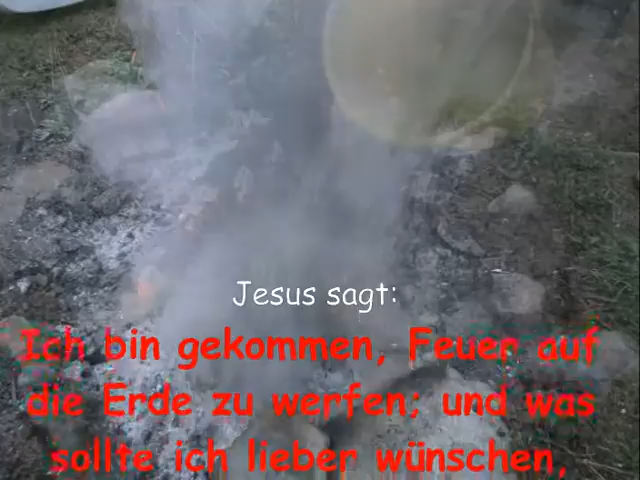 Jesus sagt:
Ich bin gekommen, Feuer auf
die Erde zu werfen; und was
sollte ich lieber wünschen,